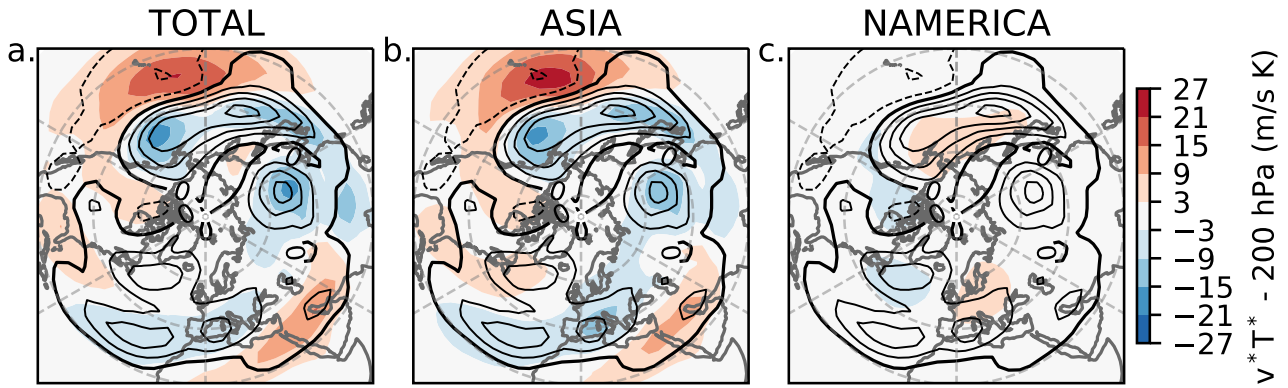 TOTAL
ASIA
NAMERICA
a.
b.
c.
27
21
15
9
3
−3
−9
−15
−21
−27
v*T* - 200 hPa (m/s K)